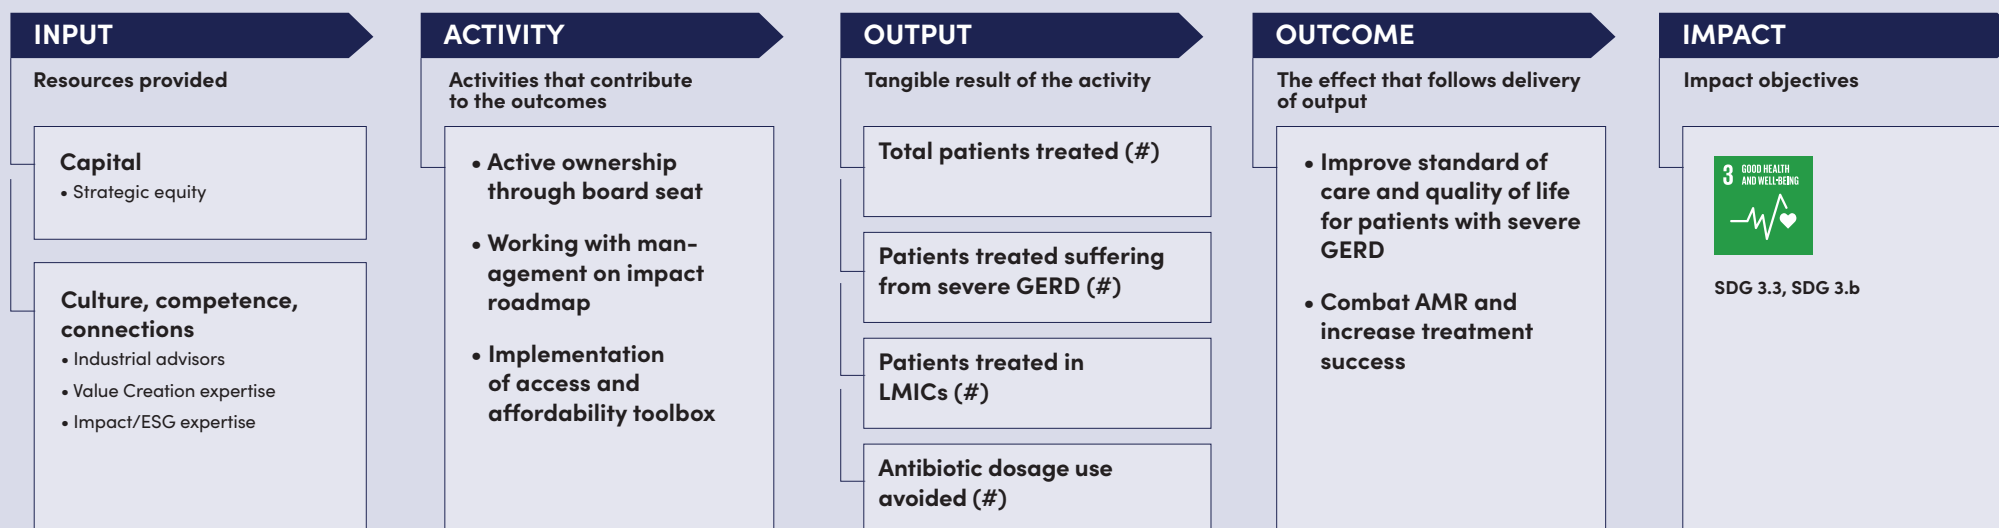 INPUT
Resources provided
Capital
• Strategic equity
Culture, competence,
connections
• Industrial advisors
• Value Creation expertise
• Impact/ESG expertise
ACTIVITY
Activities that contribute
to the outcomes
• Active ownership
through board seat
• Working with man-
agement on impact
roadmap
• Implementation
of access and
affordability toolbox
OUTPUT
Tangible result of the activity
Total patients treated (#)
Patients treated suffering
from severe GERD (#)
Patients treated in
LMICs (#)
Antibiotic dosage use
avoided (#)
OUTCOME
The effect that follows delivery
of output
• Improve standard of
care and quality of life
for patients with severe
GERD
• Combat AMR and
increase treatment
success
IMPACT
Impact objectives
3 GOOD HEALTH
AND WELL-BEING
SDG 3.3, SDG 3.b